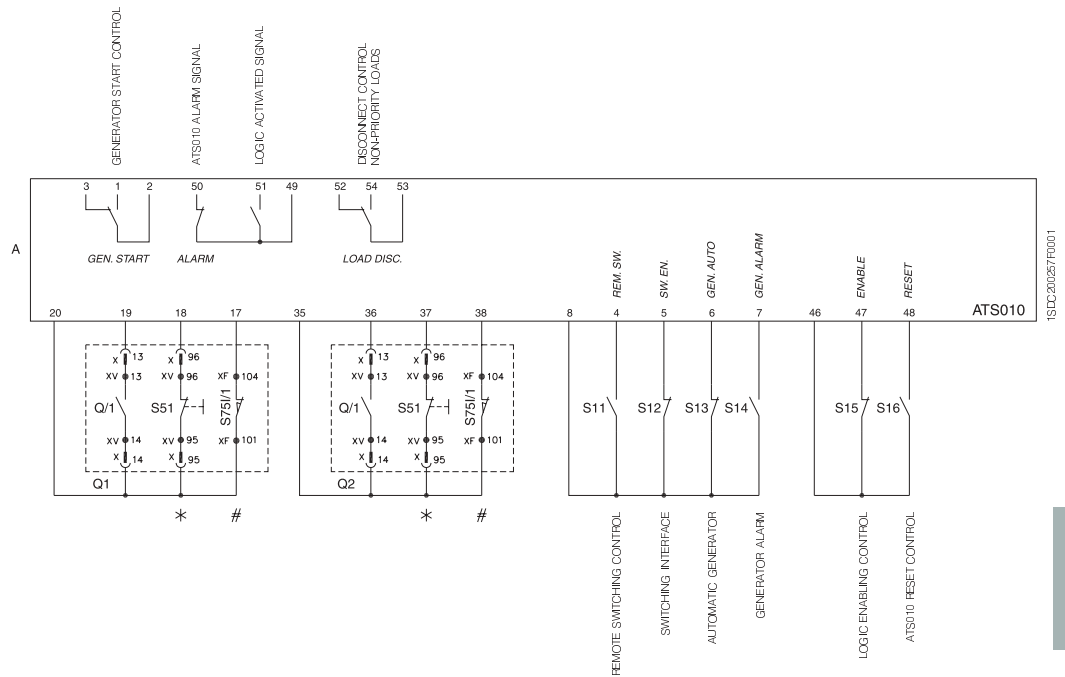 GENERATOR START CONTROL
ATS010 ALARM SIGNAL
LOGIC ACTIVATED SIGNAL
DISCONNECT CONTROL
NON-PRIORITY LOADS
3 1 2 50 51 49 52 54 53
A
GEN. START ALARM LOAD DISC.
REM. SW.
SW. EN.
GEN. AUTO
GEN. ALARM
ENABLE
RESET
ATS010
1SDC200257F0001
20 19 18 17 35 36 37 38 8 4 5 6 7 46 47 48
X 13 X 96 X 13 X 96
XV 13 XV 96 XF 104 XV 13 XV 96 XF 104
Q/1 S51 S75I/1 Q/1 S51 S75I/1 S11 S12 S13 S14 S15 S16
XV 14 XV 95 XF 101 XV 14 XV 95 XF 101
X 14 X 95 X 14 X 95
Q1 Q2
* # * #
REMOTE SWITCHING CONTROL
SWITCHING INTERFACE
AUTOMATIC GENERATOR
GENERATOR ALARM
LOGIC ENABLING CONTROL
ATS010 RESET CONTROL